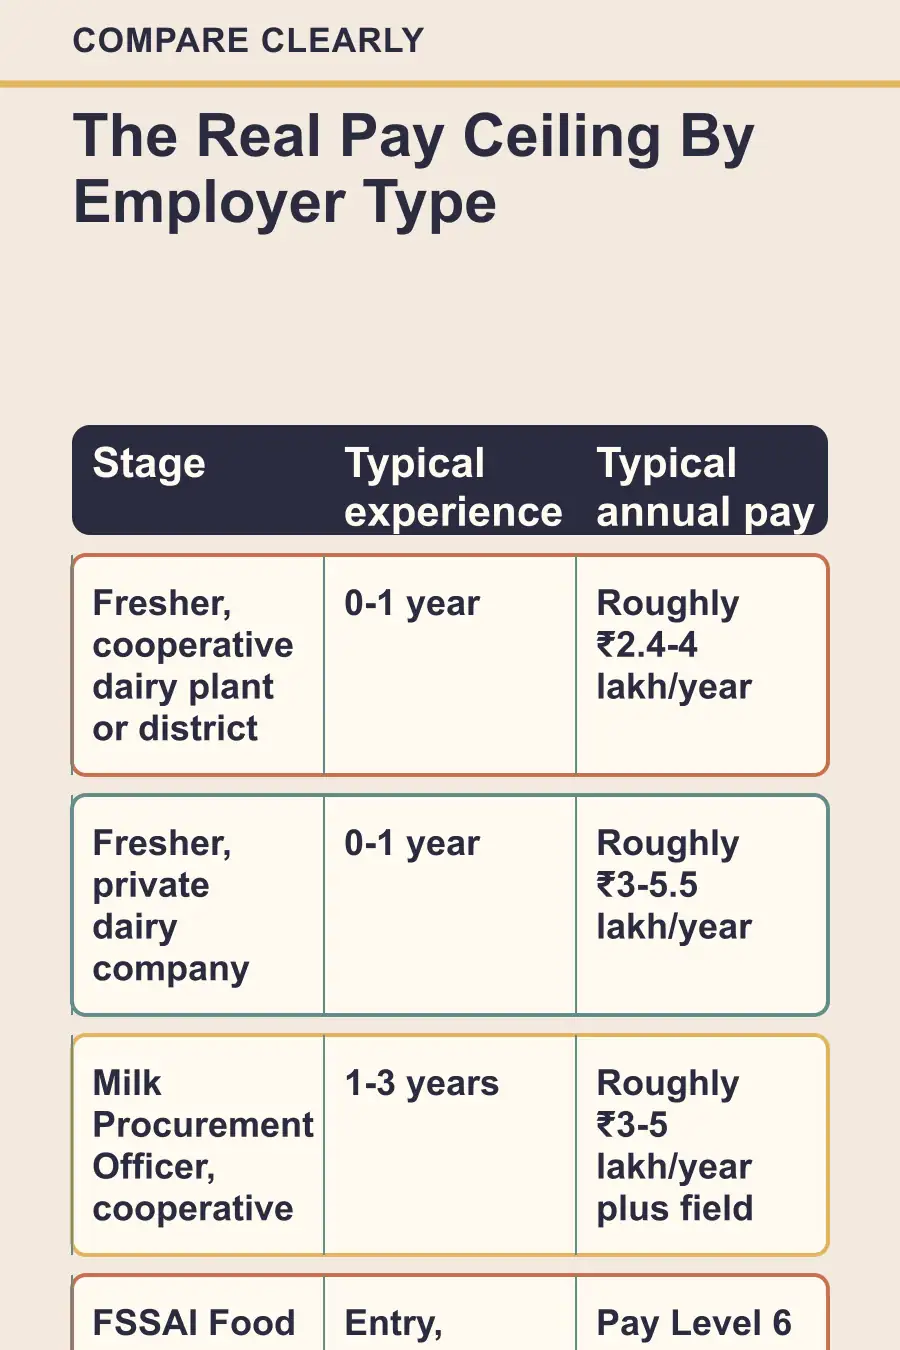 COMPARE CLEARLY
The Real Pay Ceiling By
Employer Type
Stage
Typical
experience
Typical
annual pay
Fresher,
cooperative
dairy plant
or district
0-1 year
Roughly
₹2.4-4
lakh/year
Fresher,
private
dairy
company
0-1 year
Roughly
₹3-5.5
lakh/year
Milk
Procurement
Officer,
cooperative
1-3 years
Roughly
₹3-5
lakh/year
plus field
FSSAI Food
Entry,
Pay Level 6